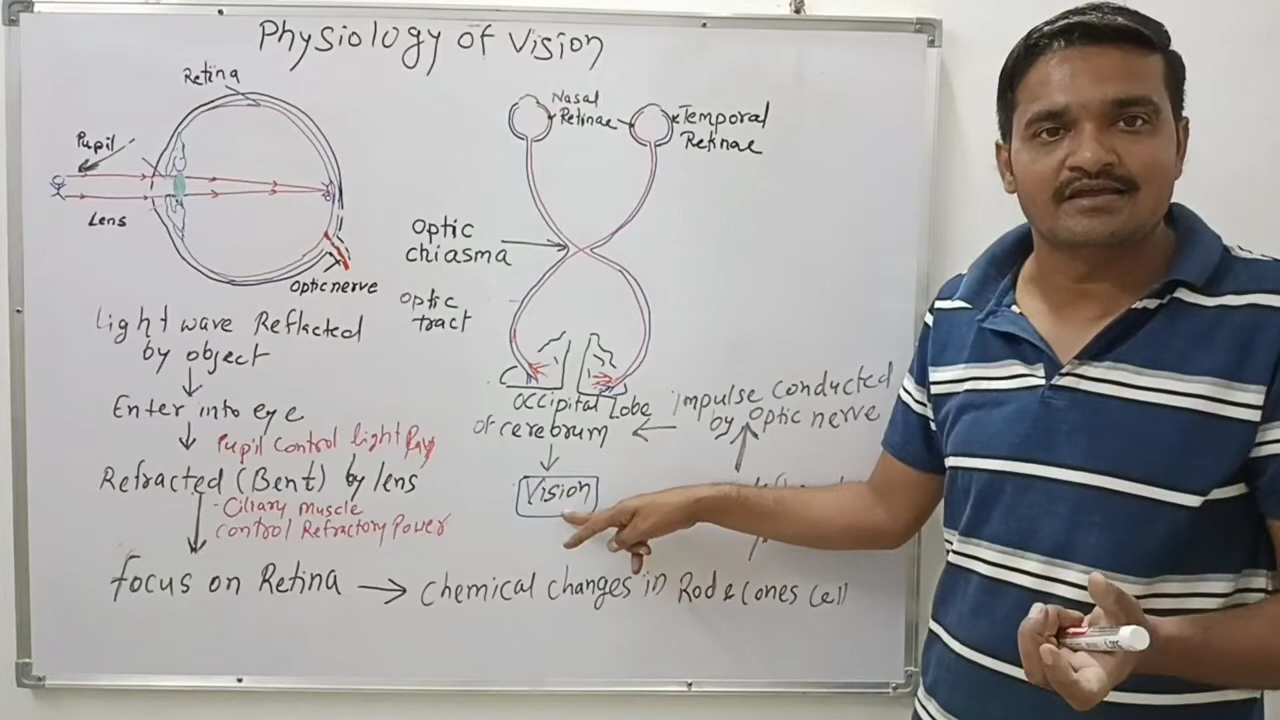 Physiology of Vision
Retina
Pupil
Lens
Optic nerve
Nasal
Retinae
Temporal
Retinae
Optic
chiasma
Optic
tract
Light wave Reflacted
by object
Enter into eye
Pupil control light Ray
Refracted (Bent) by lens
- Ciliary muscle
control Refractory Power
focus on Retina → Chemical changes in Rod & Cones Cell
impulse conducted
by optic nerve
Occipital Lobe
of cerebrum
Vision